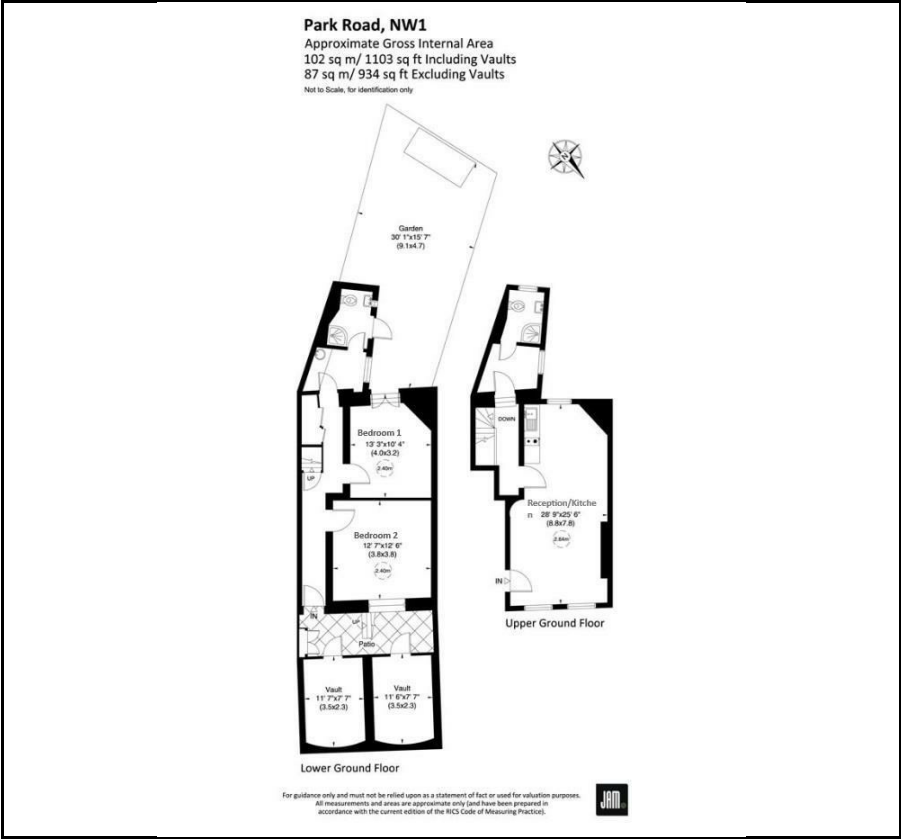 Park Road, NW1
Approximate Gross Internal Area
102 sq m/ 1103 sq ft Including Vaults
87 sq m/ 934 sq ft Excluding Vaults
Not to Scale, for identification only
N
Garden
30' 1"x15' 7"
(9.1x4.7)
DOWN
Bedroom 1
13' 3"x10' 4"
(4.0x3.2)
2.40m
UP
Reception/Kitche
n
28' 9"x25' 6"
(8.8x7.8)
2.84m
Bedroom 2
12' 7"x12' 6"
(3.8x3.8)
2.40m
IN
IN
UP
Patio
Upper Ground Floor
Vault
11' 7"x7' 7"
(3.5x2.3)
Vault
11' 6"x7' 7"
(3.5x2.3)
Lower Ground Floor
For guidance only and must not be relied upon as a statement of fact or used for valuation purposes.
All measurements and areas are approximate only (and have been prepared in
accordance with the current edition of the RICS Code of Measuring Practice).
JAM